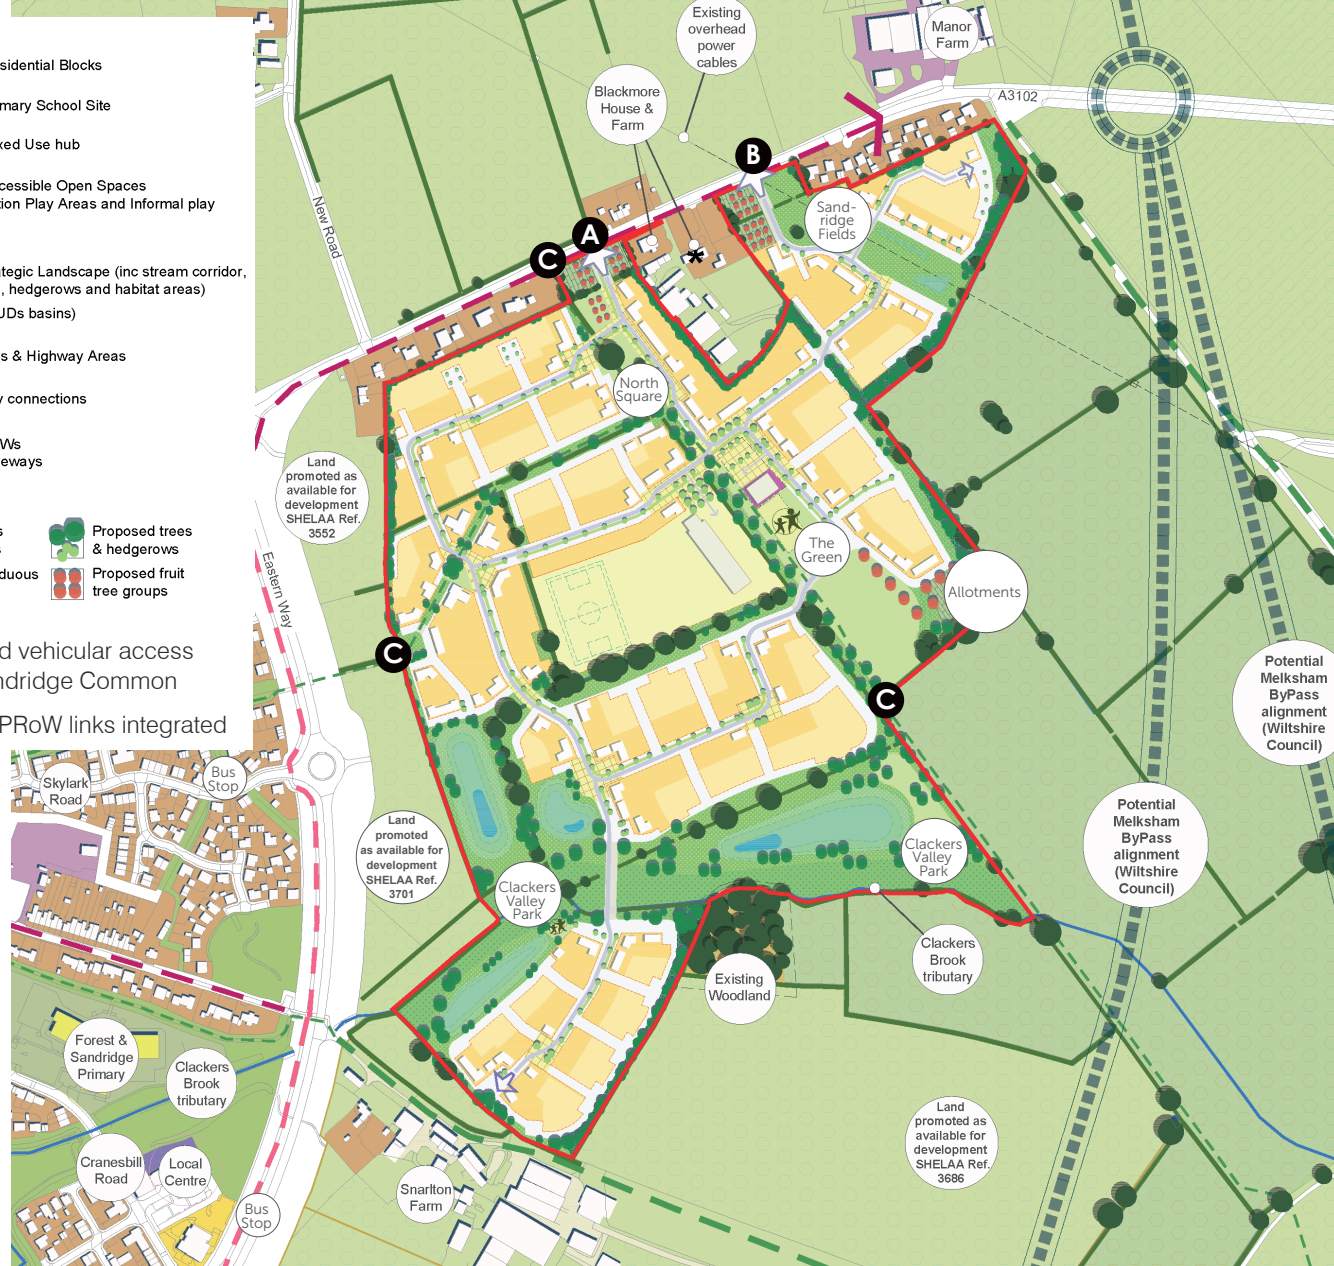 sidential Blocks
mary School Site
xed Use hub
ccessible Open Spaces
tion Play Areas and Informal play
ategic Landscape (inc stream corridor,
, hedgerows and habitat areas)
UDs basins)
s & Highway Areas
y connections
Ws
eways
s
s
Proposed trees
& hedgerows
duous
s
Proposed fruit
tree groups
d vehicular access
ndridge Common
PRoW links integrated
Existing
overhead
power
cables
Manor
Farm
Blackmore
House &
Farm
A3102
B
A
C
Sand-
ridge
Fields
New Road
*
North
Square
Land
promoted as
available for
development
SHELAA Ref.
3552
The
Green
Allotments
Eastern Way
C
C
Potential
Melksham
ByPass
alignment
(Wiltshire
Council)
Bus
Stop
Skylark
Road
Potential
Melksham
ByPass
alignment
(Wiltshire
Council)
Land
promoted
as available for
development
SHELAA Ref.
3701
Clackers
Valley
Park
Clackers
Valley
Park
Clackers
Brook
tributary
Existing
Woodland
Forest &
Sandridge
Primary
Clackers
Brook
tributary
Land
promoted as
available for
development
SHELAA Ref.
3686
Cranesbill
Road
Local
Centre
Snarlton
Farm
Bus
Stop